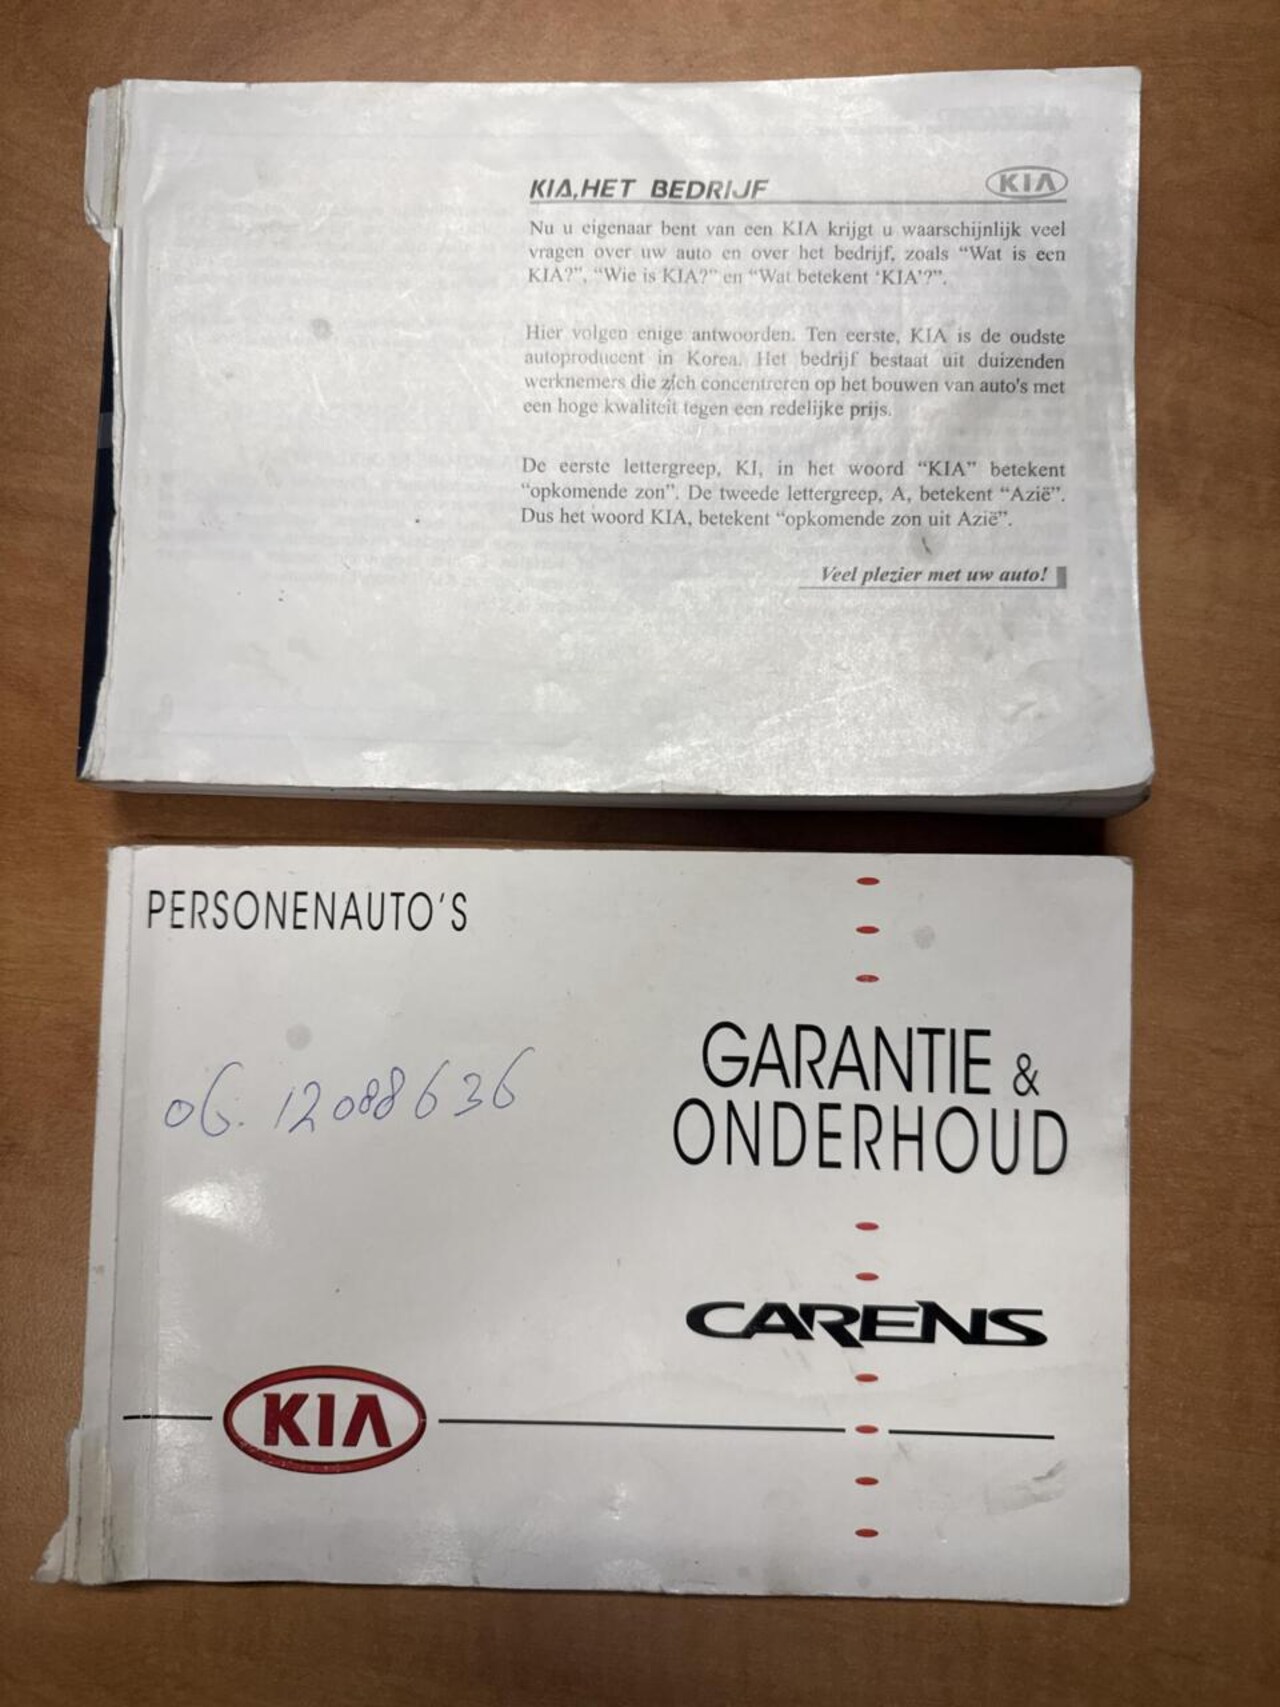 KIA, HET BEDRIJF
KIA
Nu u eigenaar bent van een KIA krijgt u waarschijnlijk veel
vragen over uw auto en over het bedrijf, zoals “Wat is een
KIA?”, “Wie is KIA?” en “Wat betekent ‘KIA’?”.
Hier volgen enige antwoorden. Ten eerste, KIA is de oudste
autoproducent in Korea. Het bedrijf bestaat uit duizenden
werknemers die zich concentreren op het bouwen van auto's met
een hoge kwaliteit tegen een redelijke prijs.
De eerste lettergreep, KI, in het woord “KIA” betekent
“opkomende zon”. De tweede lettergreep, A, betekent “Azië”.
Dus het woord KIA, betekent “opkomende zon uit Azië”.
Veel plezier met uw auto!
PERSONENAUTO'S
GARANTIE &
ONDERHOUD
06. 12088636
CARENS
KIA